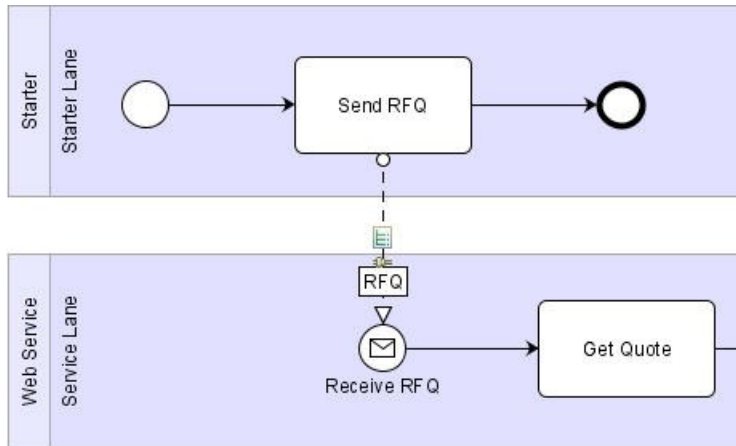 Starter
Starter Lane
Send RFQ
RFQ
Web Service
Service Lane
Receive RFQ
Get Quote